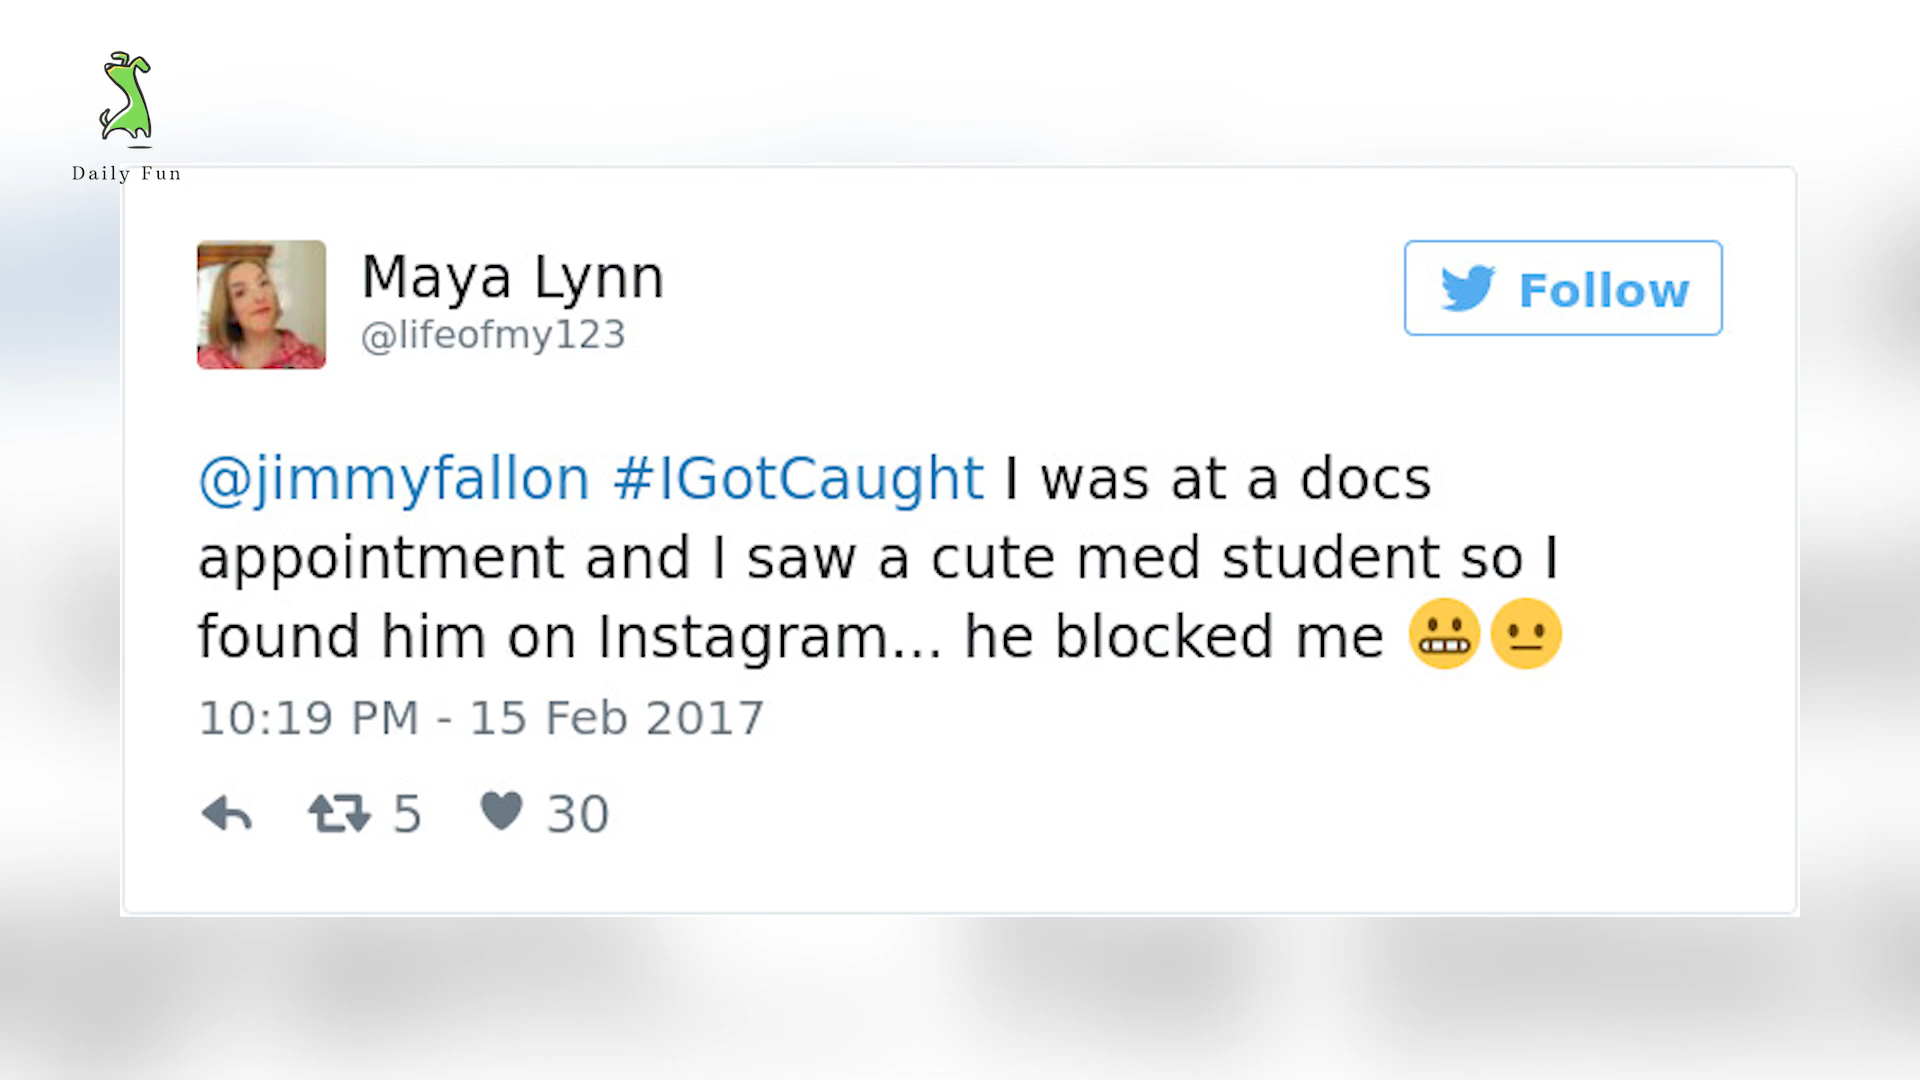 Daily Fun
Maya Lynn
@lifeofmy123
Follow
@jimmyfallon #IGotCaught I was at a docs
appointment and I saw a cute med student so I
found him on Instagram... he blocked me 😬😐
10:19 PM - 15 Feb 2017
5 30